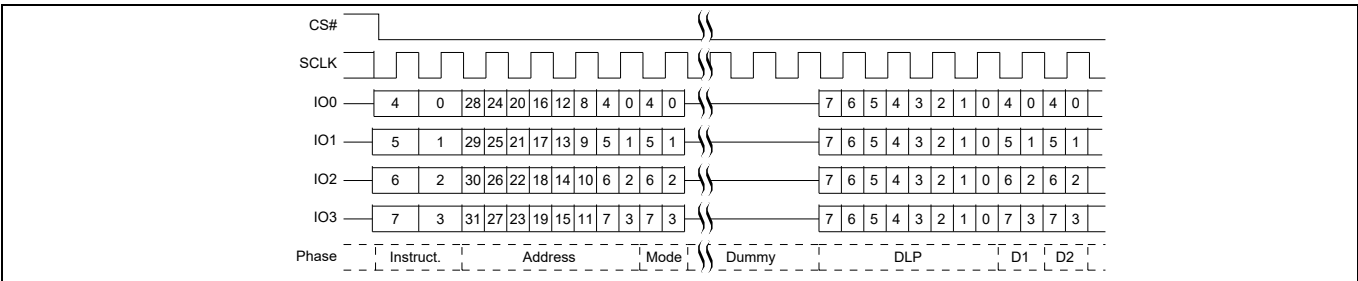 CS#
SCLK
IO0 4 0 28 24 20 16 12 8 4 0 4 0 7 6 5 4 3 2 1 0 4 0 4 0
IO1 5 1 29 25 21 17 13 9 5 1 5 1 7 6 5 4 3 2 1 0 5 1 5 1
IO2 6 2 30 26 22 18 14 10 6 2 6 2 7 6 5 4 3 2 1 0 6 2 6 2
IO3 7 3 31 27 23 19 15 11 7 3 7 3 7 6 5 4 3 2 1 0 7 3 7 3
Phase Instruct. Address Mode Dummy DLP D1 D2